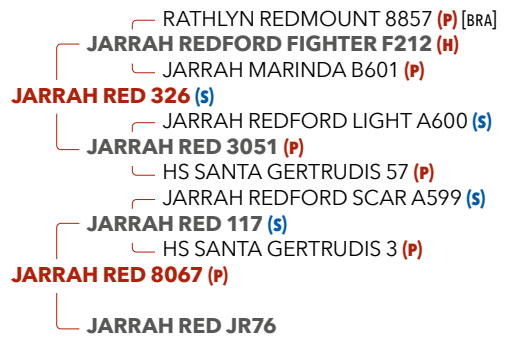 RATHLYN REDMOUNT 8857 (P) [BRA]
JARRAH REDFORD FIGHTER F212 (H)
JARRAH MARINDA B601 (P)
JARRAH RED 326 (S)
JARRAH REDFORD LIGHT A600 (S)
JARRAH RED 3051 (P)
HS SANTA GERTRUDIS 57 (P)
JARRAH REDFORD SCAR A599 (S)
JARRAH RED 117 (S)
HS SANTA GERTRUDIS 3 (P)
JARRAH RED 8067 (P)
JARRAH RED JR76